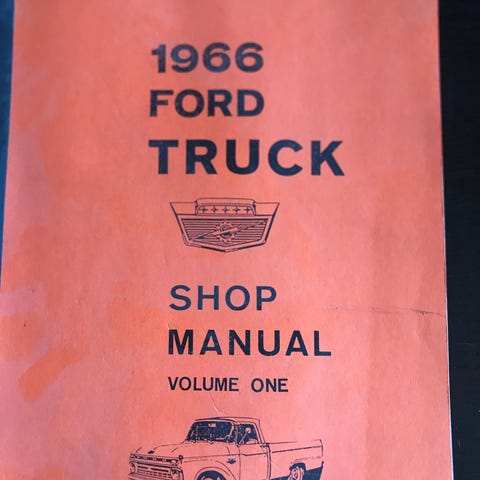 1966
FORD
TRUCK
SHOP
MANUAL
VOLUME ONE